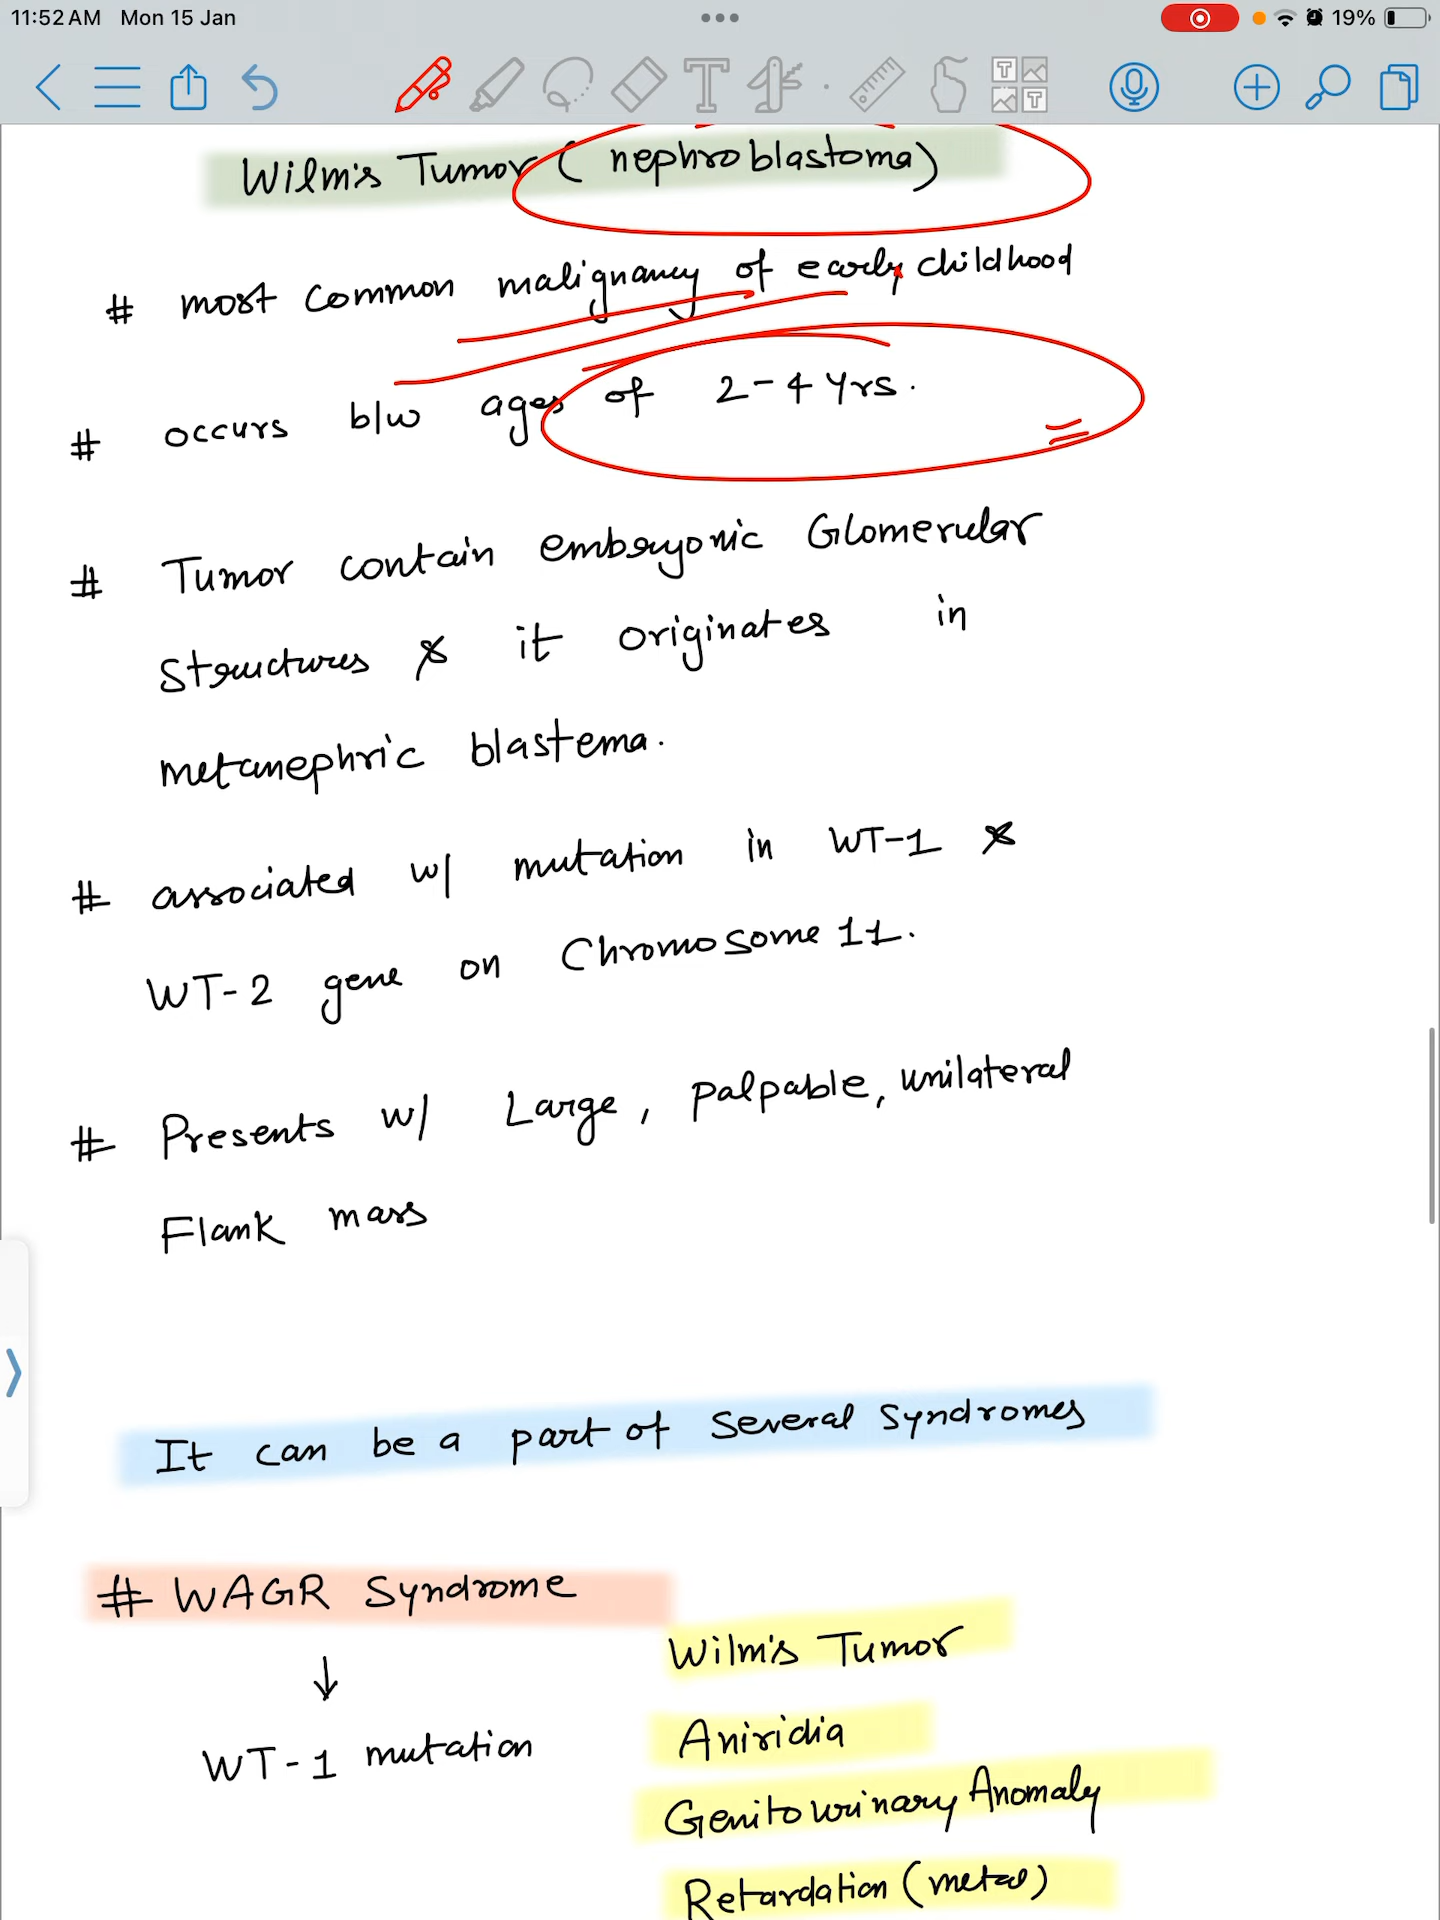 11:52 AM Mon 15 Jan
19%
Wilm's Tumor ( nephroblastoma)
# most common malignancy of early childhood
# occurs b/w ages of 2-4 Yrs.
# Tumor contain embryonic Glomerular
Structures & it originates in
metanephric blastema.
# associated w/ mutation in WT-1 &
WT-2 gene on Chromosome 11.
# Presents w/ Large, palpable, unilateral
Flank mass
It can be a part of Several Syndromes
# WAGR Syndrome
↓
WT-1 mutation
Wilm's Tumor
Aniridia
Genitourinary Anomaly
Retardation (metal)